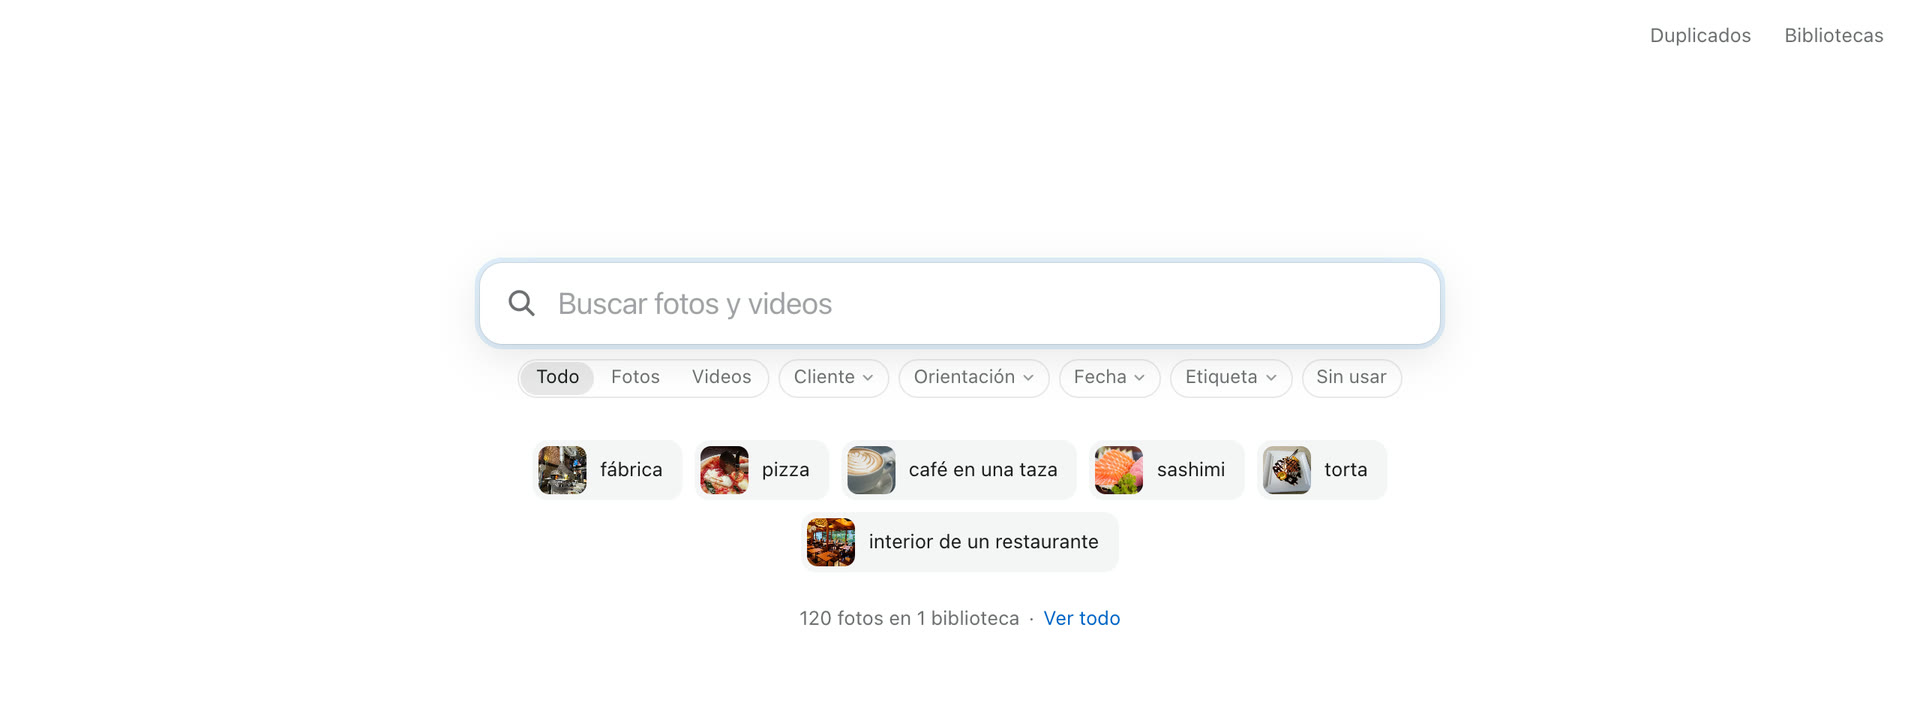 Duplicados Bibliotecas
Buscar fotos y videos
Todo Fotos Videos Cliente Orientación Fecha Etiqueta Sin usar
fábrica pizza café en una taza sashimi torta
interior de un restaurante
120 fotos en 1 biblioteca · Ver todo